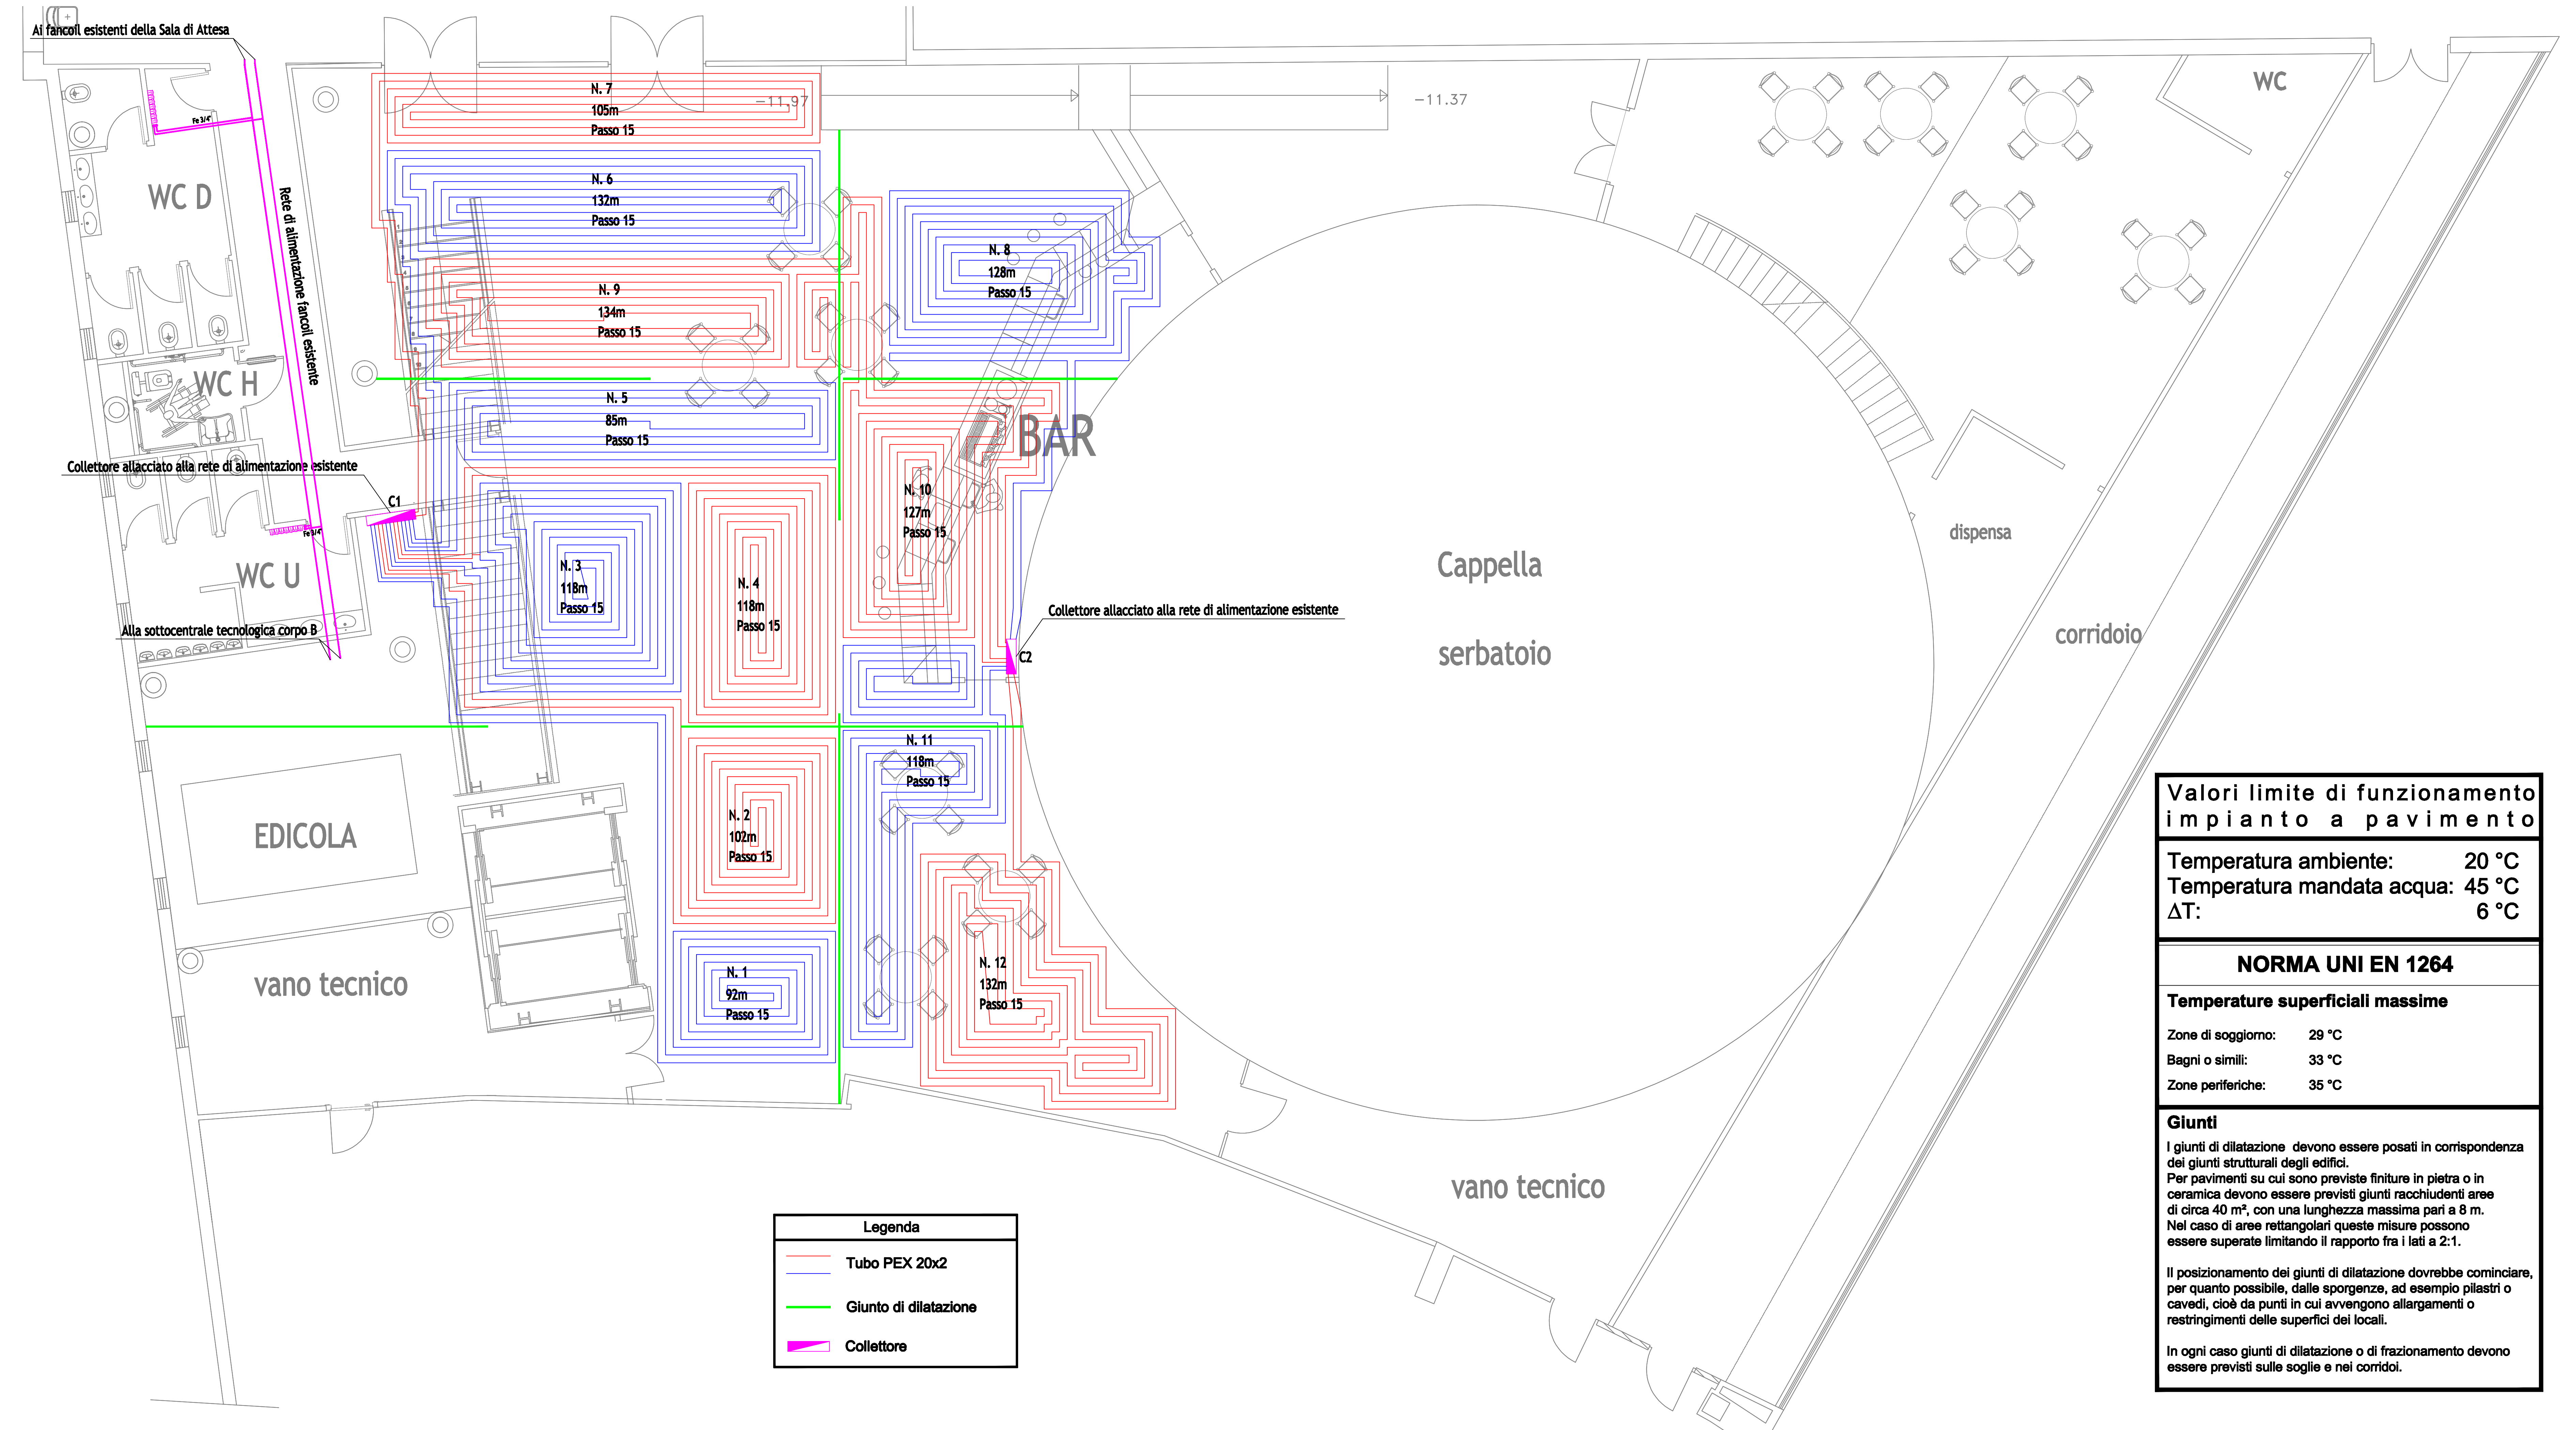 Ai fancoil esistenti della Sala di Attesa
Fe 3/4"
WC D
Rete di alimentazione fancoil esistente
WC H
Collettore allacciato alla rete di alimentazione esistente
C1
Fe 3/4"
WC U
Alla sottocentrale tecnologica corpo B
EDICOLA
vano tecnico
N. 7
105m
Passo 15
-11.97
-11.37
N. 6
132m
Passo 15
N. 8
128m
Passo 15
N. 9
134m
Passo 15
N. 5
85m
Passo 15
BAR
N. 10
127m
Passo 15
N. 3
118m
Passo 15
N. 4
118m
Passo 15
Collettore allacciato alla rete di alimentazione esistente
C2
N. 11
118m
Passo 15
N. 2
102m
Passo 15
N. 1
92m
Passo 15
N. 12
132m
Passo 15
Cappella
serbatoio
WC
dispensa
corridoio
vano tecnico
Legenda
Tubo PEX 20x2
Giunto di dilatazione
Collettore
Valori limite di funzionamento
impianto a pavimento
Temperatura ambiente: 20 °C
Temperatura mandata acqua: 45 °C
ΔT: 6 °C
NORMA UNI EN 1264
Temperature superficiali massime
Zone di soggiorno: 29 °C
Bagni o simili: 33 °C
Zone periferiche: 35 °C
Giunti
I giunti di dilatazione devono essere posati in corrispondenza
dei giunti strutturali degli edifici.
Per pavimenti su cui sono previste finiture in pietra o in
ceramica devono essere previsti giunti racchiudenti aree
di circa 40 m², con una lunghezza massima pari a 8 m.
Nel caso di aree rettangolari queste misure possono
essere superate limitando il rapporto fra i lati a 2:1.
Il posizionamento dei giunti di dilatazione dovrebbe cominciare,
per quanto possibile, dalle sporgenze, ad esempio pilastri o
cavedi, cioè da punti in cui avvengono allargamenti o
restringimenti delle superfici dei locali.
In ogni caso giunti di dilatazione o di frazionamento devono
essere previsti sulle soglie e nei corridoi.